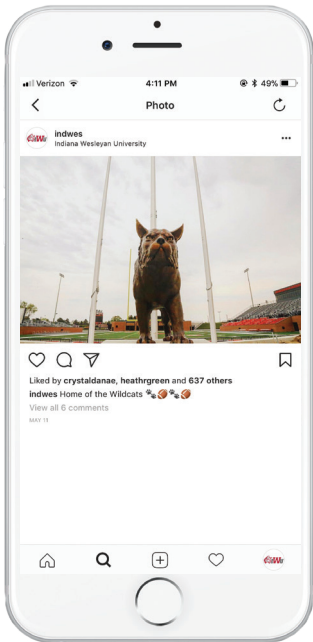 Verizon 4:11 PM 49%
Photo
indwes
Indiana Wesleyan University
Liked by crystaldanae, heathrgreen and 637 others
indwes Home of the Wildcats 🐾🏈🐾🏈
View all 6 comments
MAY 11